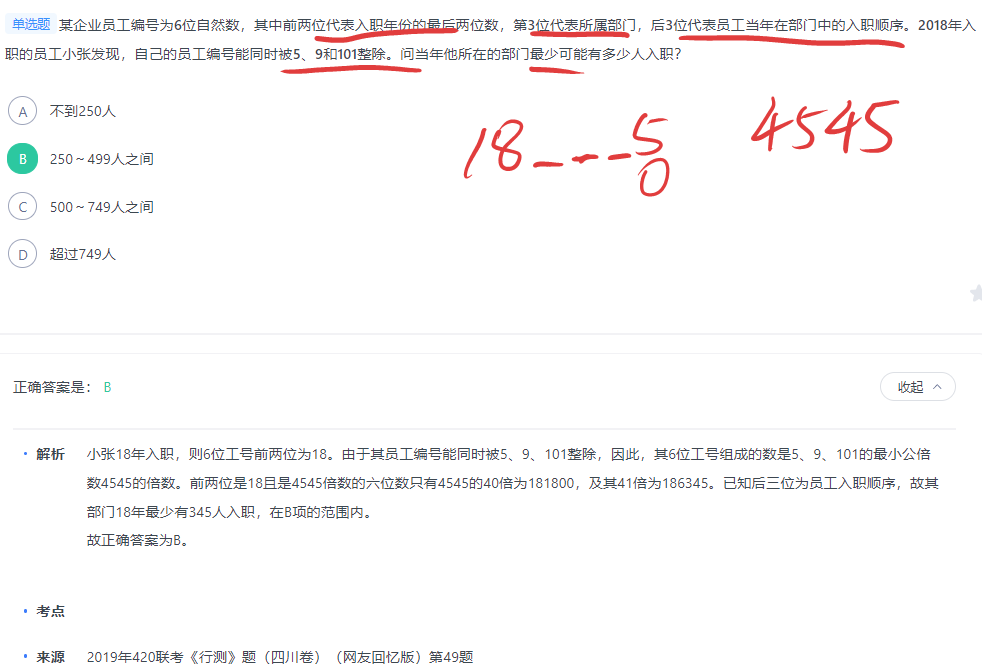 单选题 某企业员工编号为6位自然数，其中前两位代表入职年份的最后两位数，第3位代表所属部门，后3位代表员工当年在部门中的入职顺序。2018年入
职的员工小张发现，自己的员工编号能同时被5、9和101整除。问当年他所在的部门最少可能有多少人入职？
A 不到250人
18_ _ _ 5
0
4545
B 250～499人之间
C 500～749人之间
D 超过749人
正确答案是： B
收起
解析 小张18年入职，则6位工号前两位为18。由于其员工编号能同时被5、9、101整除，因此，其6位工号组成的数是5、9、101的最小公倍
数4545的倍数。前两位是18且是4545倍数的六位数只有4545的40倍为181800，及其41倍为186345。已知后三位为员工入职顺序，故其
部门18年最少有345人入职，在B项的范围内。
故正确答案为B。
考点
来源 2019年420联考《行测》题（四川卷）（网友回忆版）第49题